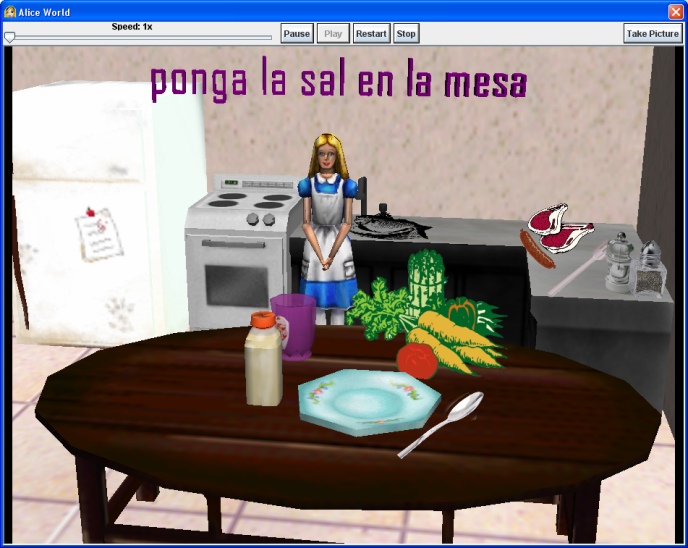 Alice World
Speed: 1x
Pause Play Restart Stop Take Picture
ponga la sal en la mesa